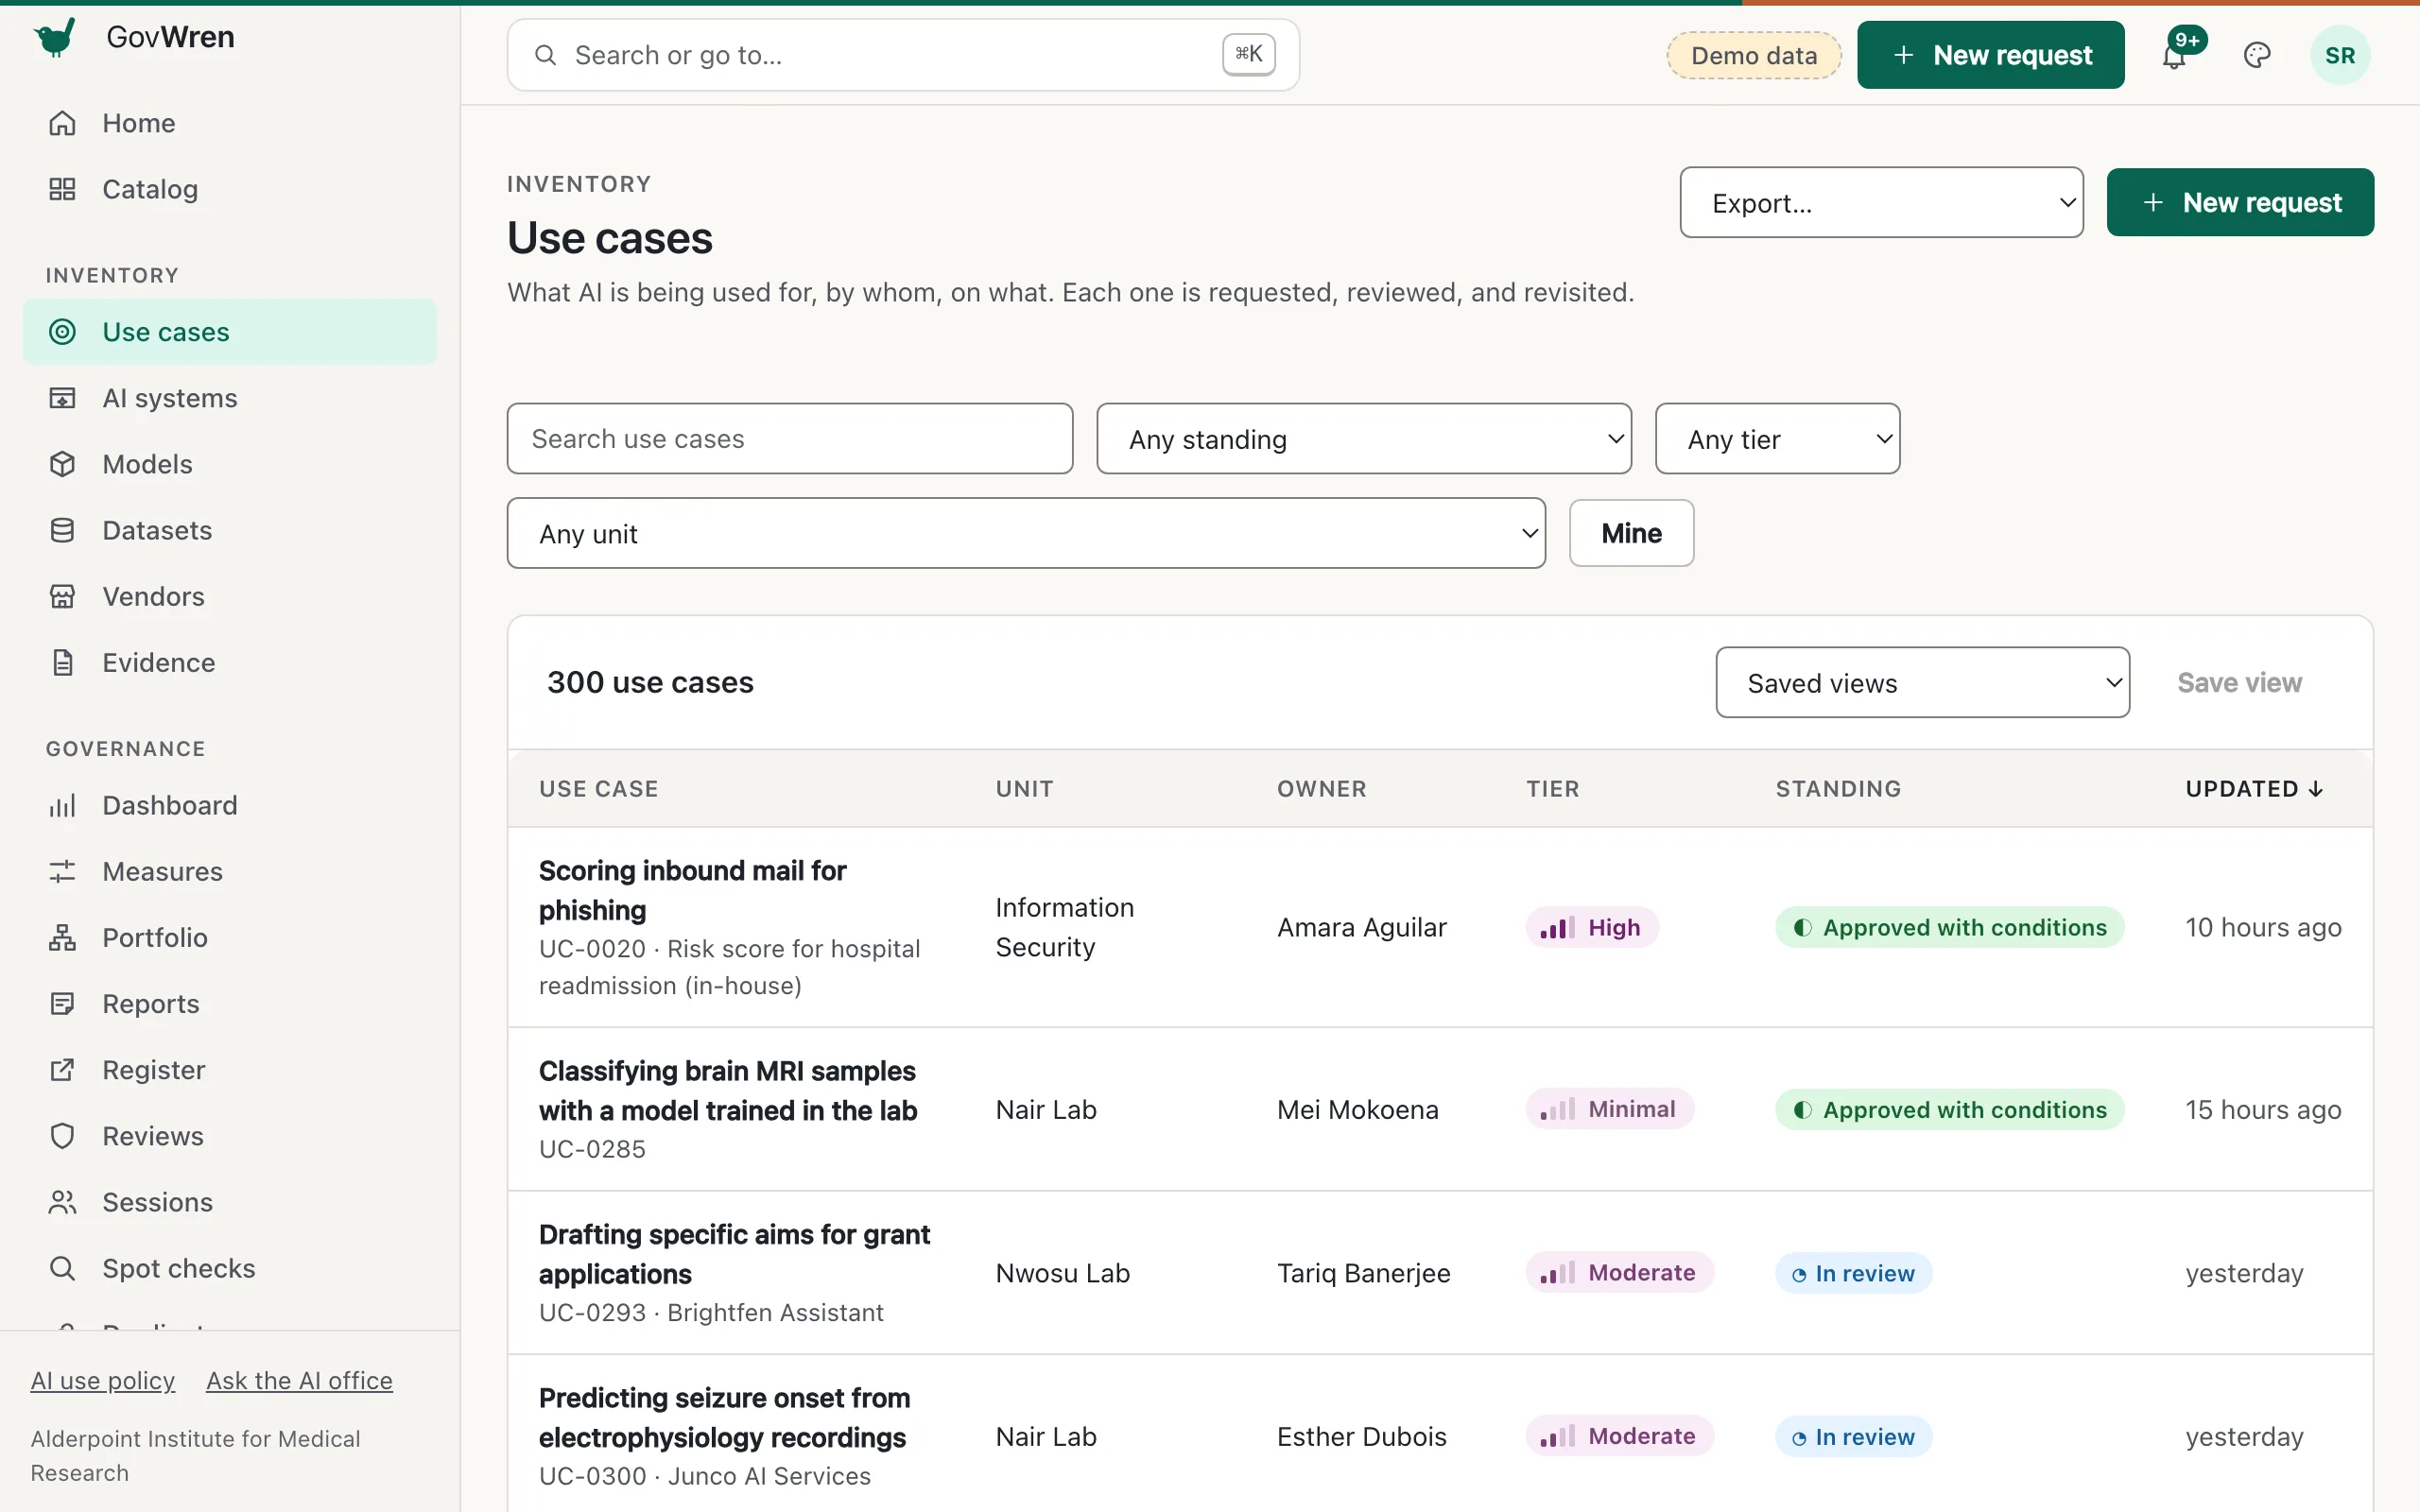 GovWren
Search or go to...
⌘K
Demo data
+ New request
9+
SR
Home
Catalog
INVENTORY
Use cases
AI systems
Models
Datasets
Vendors
Evidence
GOVERNANCE
Dashboard
Measures
Portfolio
Reports
Register
Reviews
Sessions
Spot checks
AI use policy
Ask the AI office
Alderpoint Institute for Medical
Research
INVENTORY
Use cases
What AI is being used for, by whom, on what. Each one is requested, reviewed, and revisited.
Export...
+ New request
Search use cases
Any standing
Any tier
Any unit
Mine
300 use cases
Saved views
Save view
USE CASE
UNIT
OWNER
TIER
STANDING
UPDATED ↓
Scoring inbound mail for
phishing
UC-0020 · Risk score for hospital
readmission (in-house)
Information
Security
Amara Aguilar
High
Approved with conditions
10 hours ago
Classifying brain MRI samples
with a model trained in the lab
UC-0285
Nair Lab
Mei Mokoena
Minimal
Approved with conditions
15 hours ago
Drafting specific aims for grant
applications
UC-0293 · Brightfen Assistant
Nwosu Lab
Tariq Banerjee
Moderate
In review
yesterday
Predicting seizure onset from
electrophysiology recordings
UC-0300 · Junco AI Services
Nair Lab
Esther Dubois
Moderate
In review
yesterday